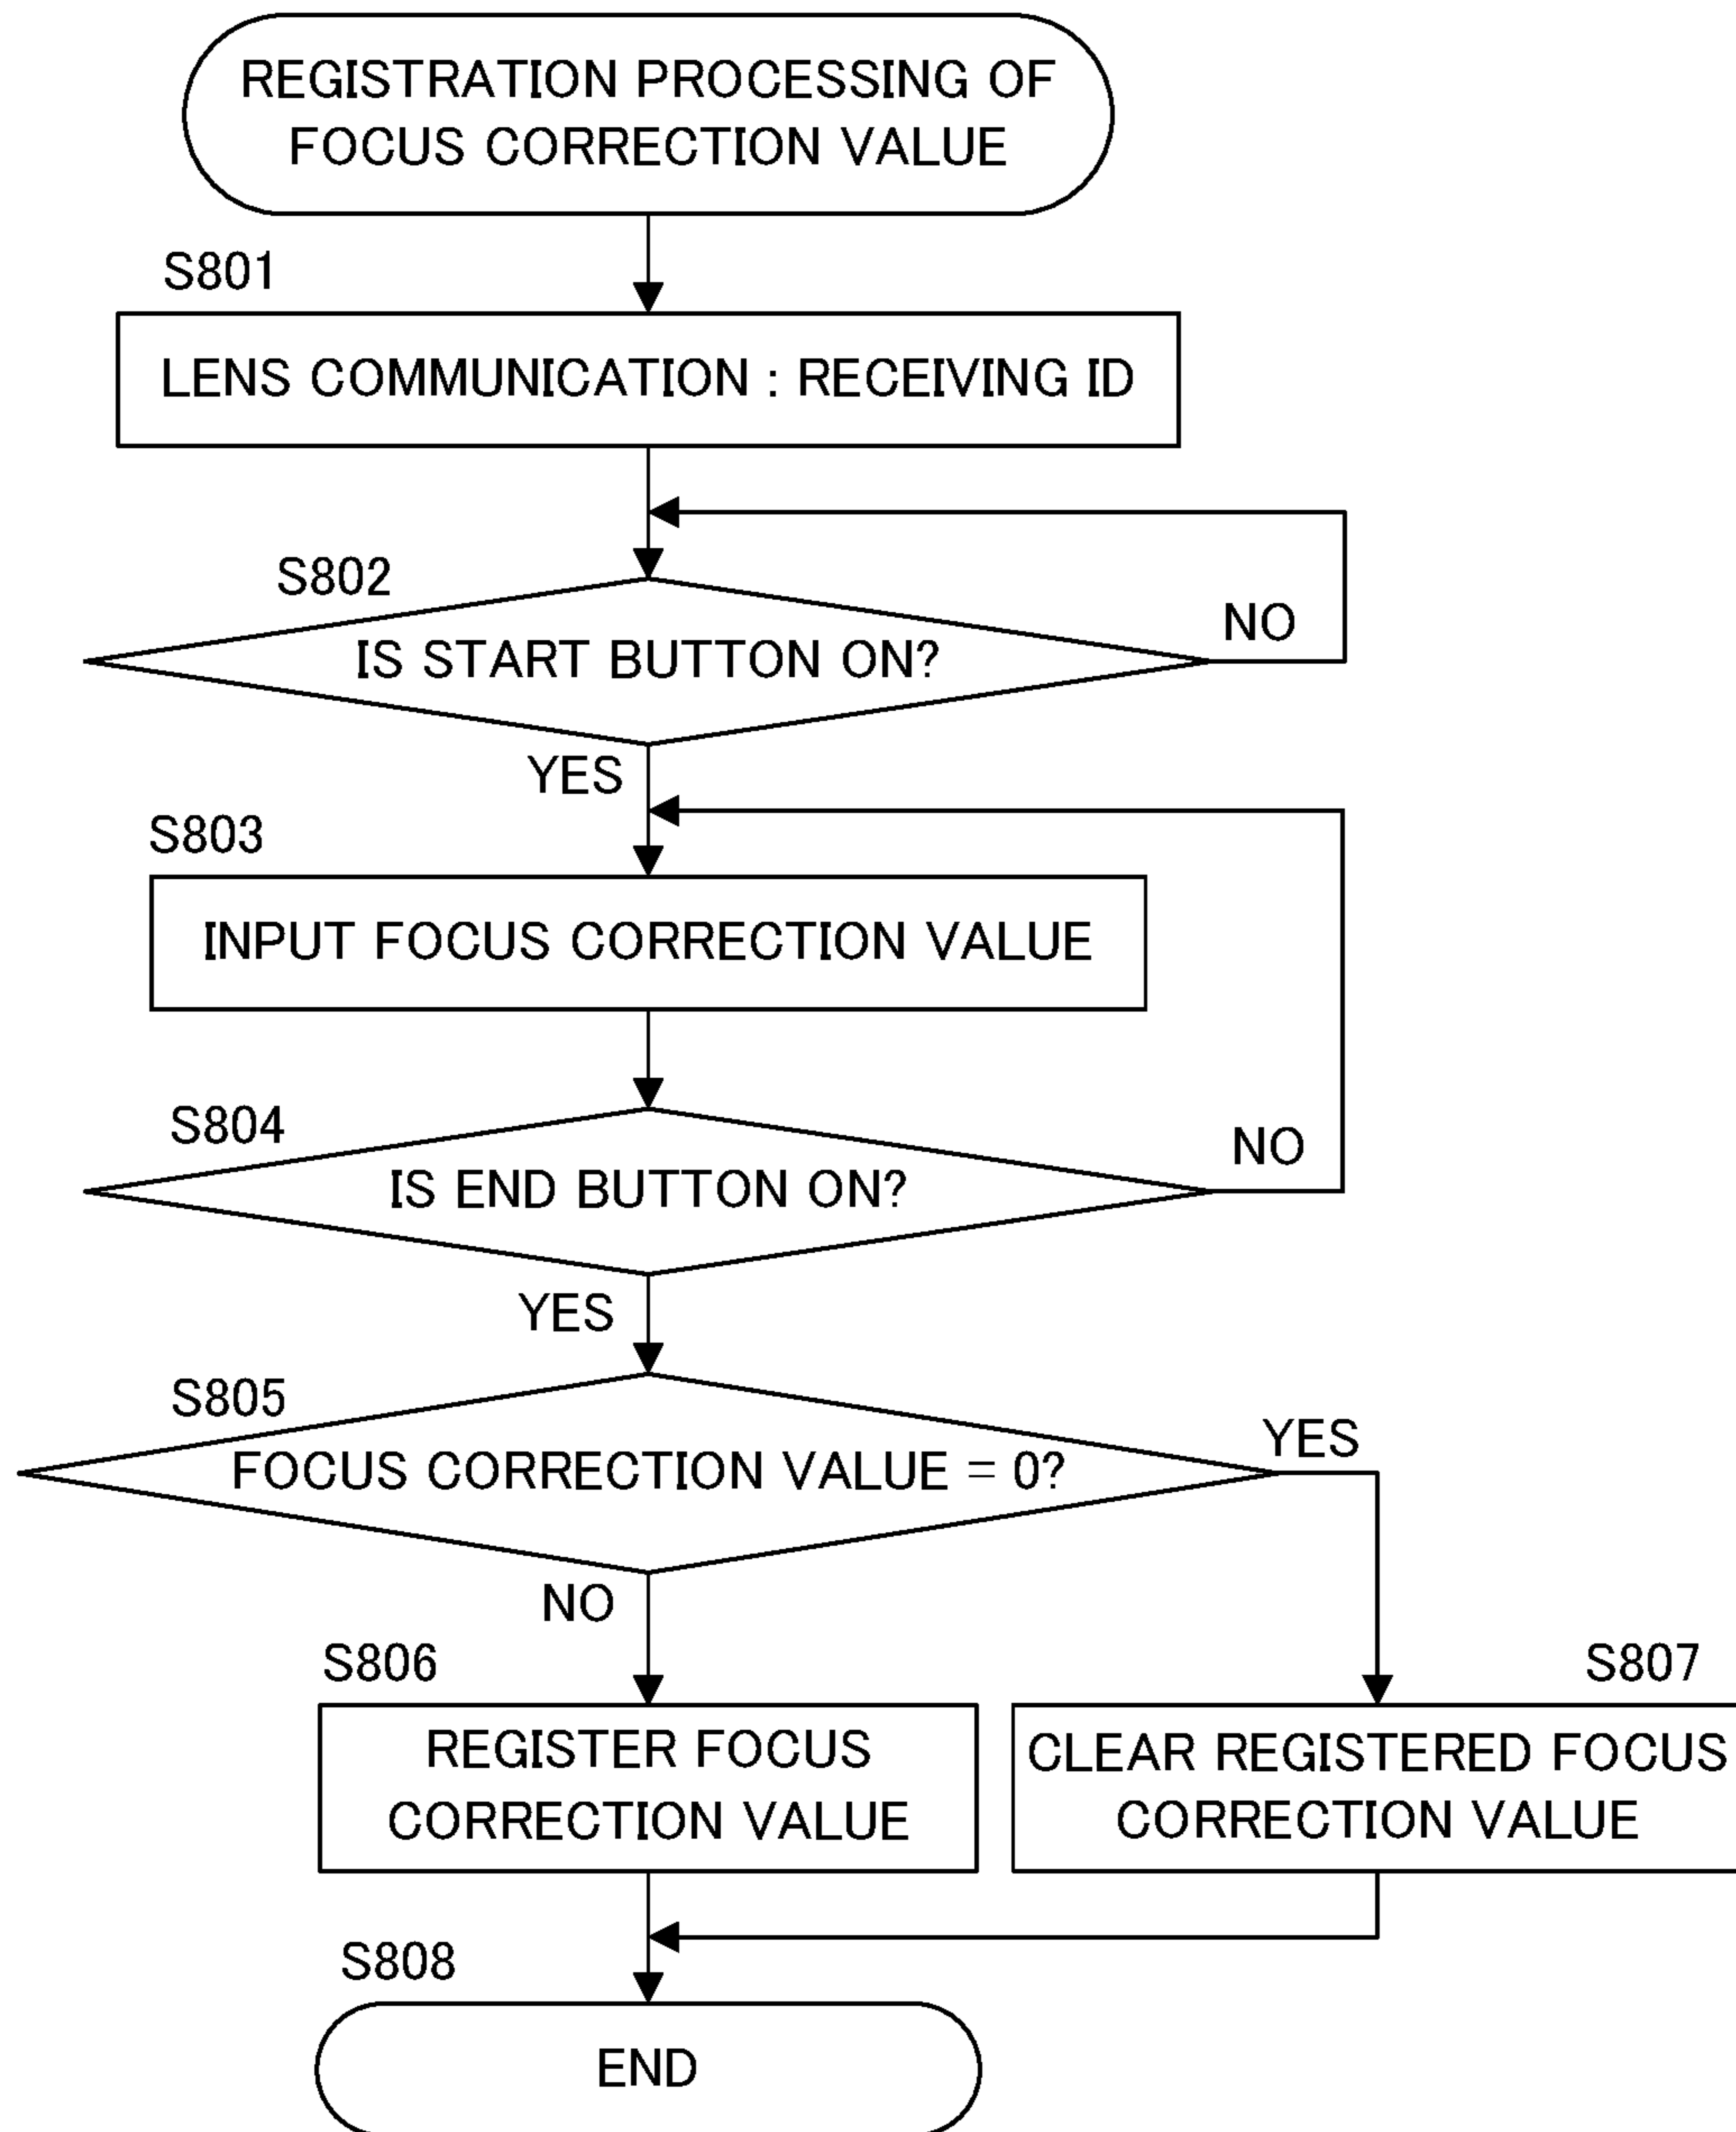 REGISTRATION PROCESSING OF
FOCUS CORRECTION VALUE
S801
LENS COMMUNICATION : RECEIVING ID
S802
IS START BUTTON ON?
NO
YES
S803
INPUT FOCUS CORRECTION VALUE
S804
IS END BUTTON ON?
NO
YES
S805
FOCUS CORRECTION VALUE = 0?
YES
NO
S806
REGISTER FOCUS
CORRECTION VALUE
S807
CLEAR REGISTERED FOCUS
CORRECTION VALUE
S808
END